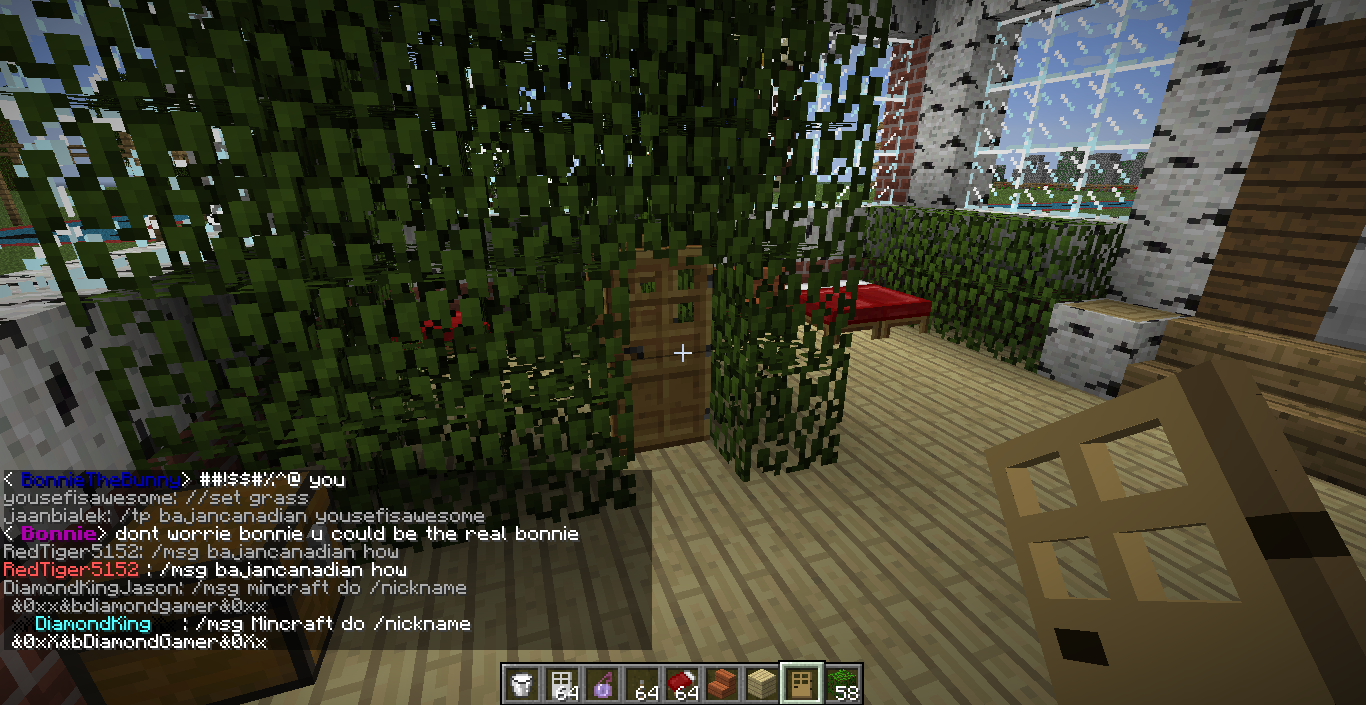 < BonnieTheBunny> ##!$$#%^@ you
yousefisawesome: //set grass
jaanbialek: /tp bajancanadian yousefisawesome
< Bonnie> dont worrie bonnie u could be the real bonnie
RedTiger5152: /msg bajancanadian how
RedTiger5152 : /msg bajancanadian how
DiamondKingJason: /msg mincraft do /nickname
&0xx&bdiamondgamer&0xx
DiamondKing : /msg Mincraft do /nickname
&0xX&bDiamondGamer&0Xx
64 64 64 58